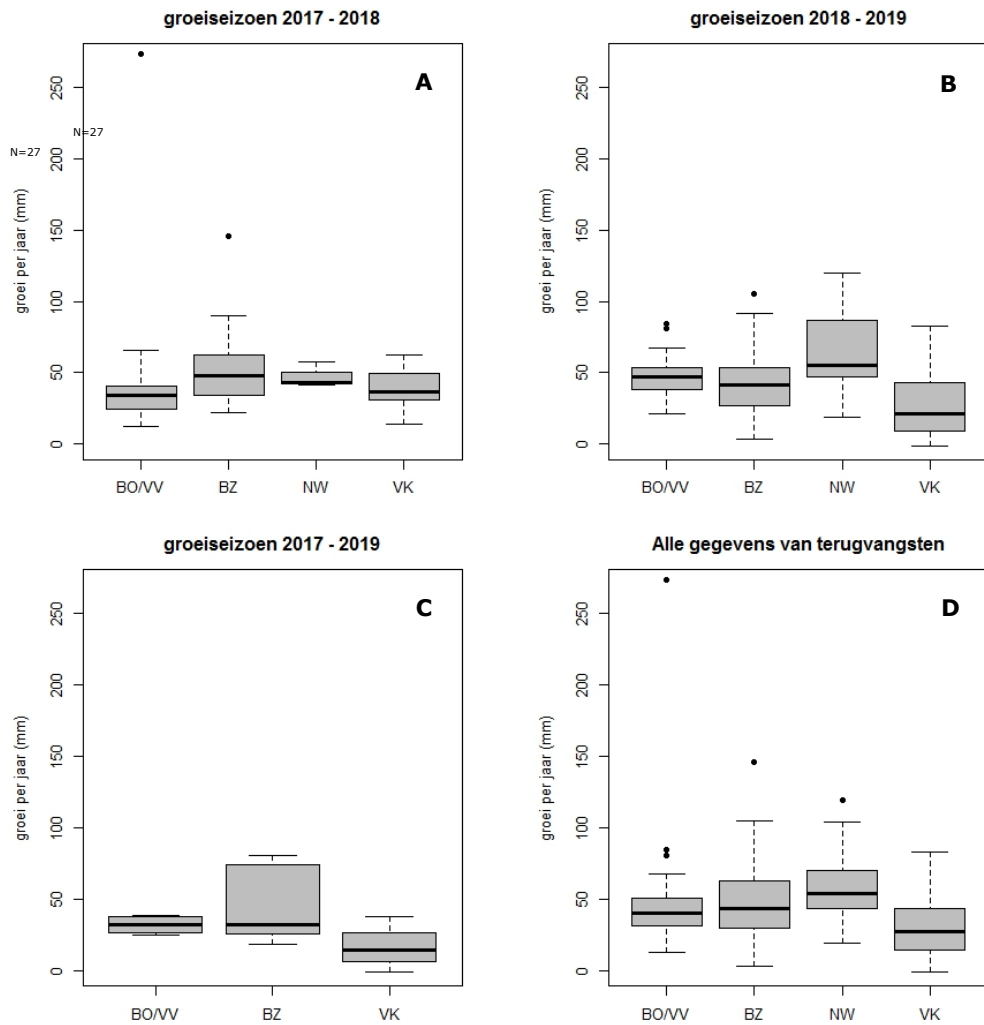 groeiseizoen 2017 - 2018
A
250
200
150
100
50
0
N=27
N=27
groei per jaar (mm)
BO/VV BZ NW VK
groeiseizoen 2018 - 2019
B
250
200
150
100
50
0
groei per jaar (mm)
BO/VV BZ NW VK
groeiseizoen 2017 - 2019
C
250
200
150
100
50
0
groei per jaar (mm)
BO/VV BZ VK
Alle gegevens van terugvangsten
D
250
200
150
100
50
0
groei per jaar (mm)
BO/VV BZ NW VK